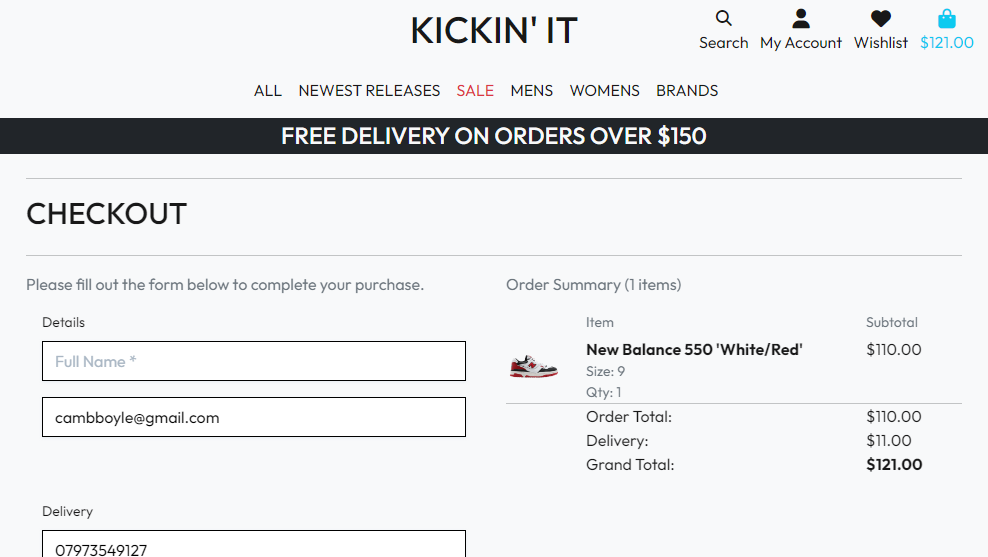 KICKIN' IT
Search My Account Wishlist $121.00
ALL NEWEST RELEASES SALE MENS WOMENS BRANDS
FREE DELIVERY ON ORDERS OVER $150
CHECKOUT
Please fill out the form below to complete your purchase.
Details
Full Name *
cambboyle@gmail.com
Delivery
07973549127
Order Summary (1 items)
Item Subtotal
New Balance 550 'White/Red' $110.00
Size: 9
Qty: 1
Order Total: $110.00
Delivery: $11.00
Grand Total: $121.00